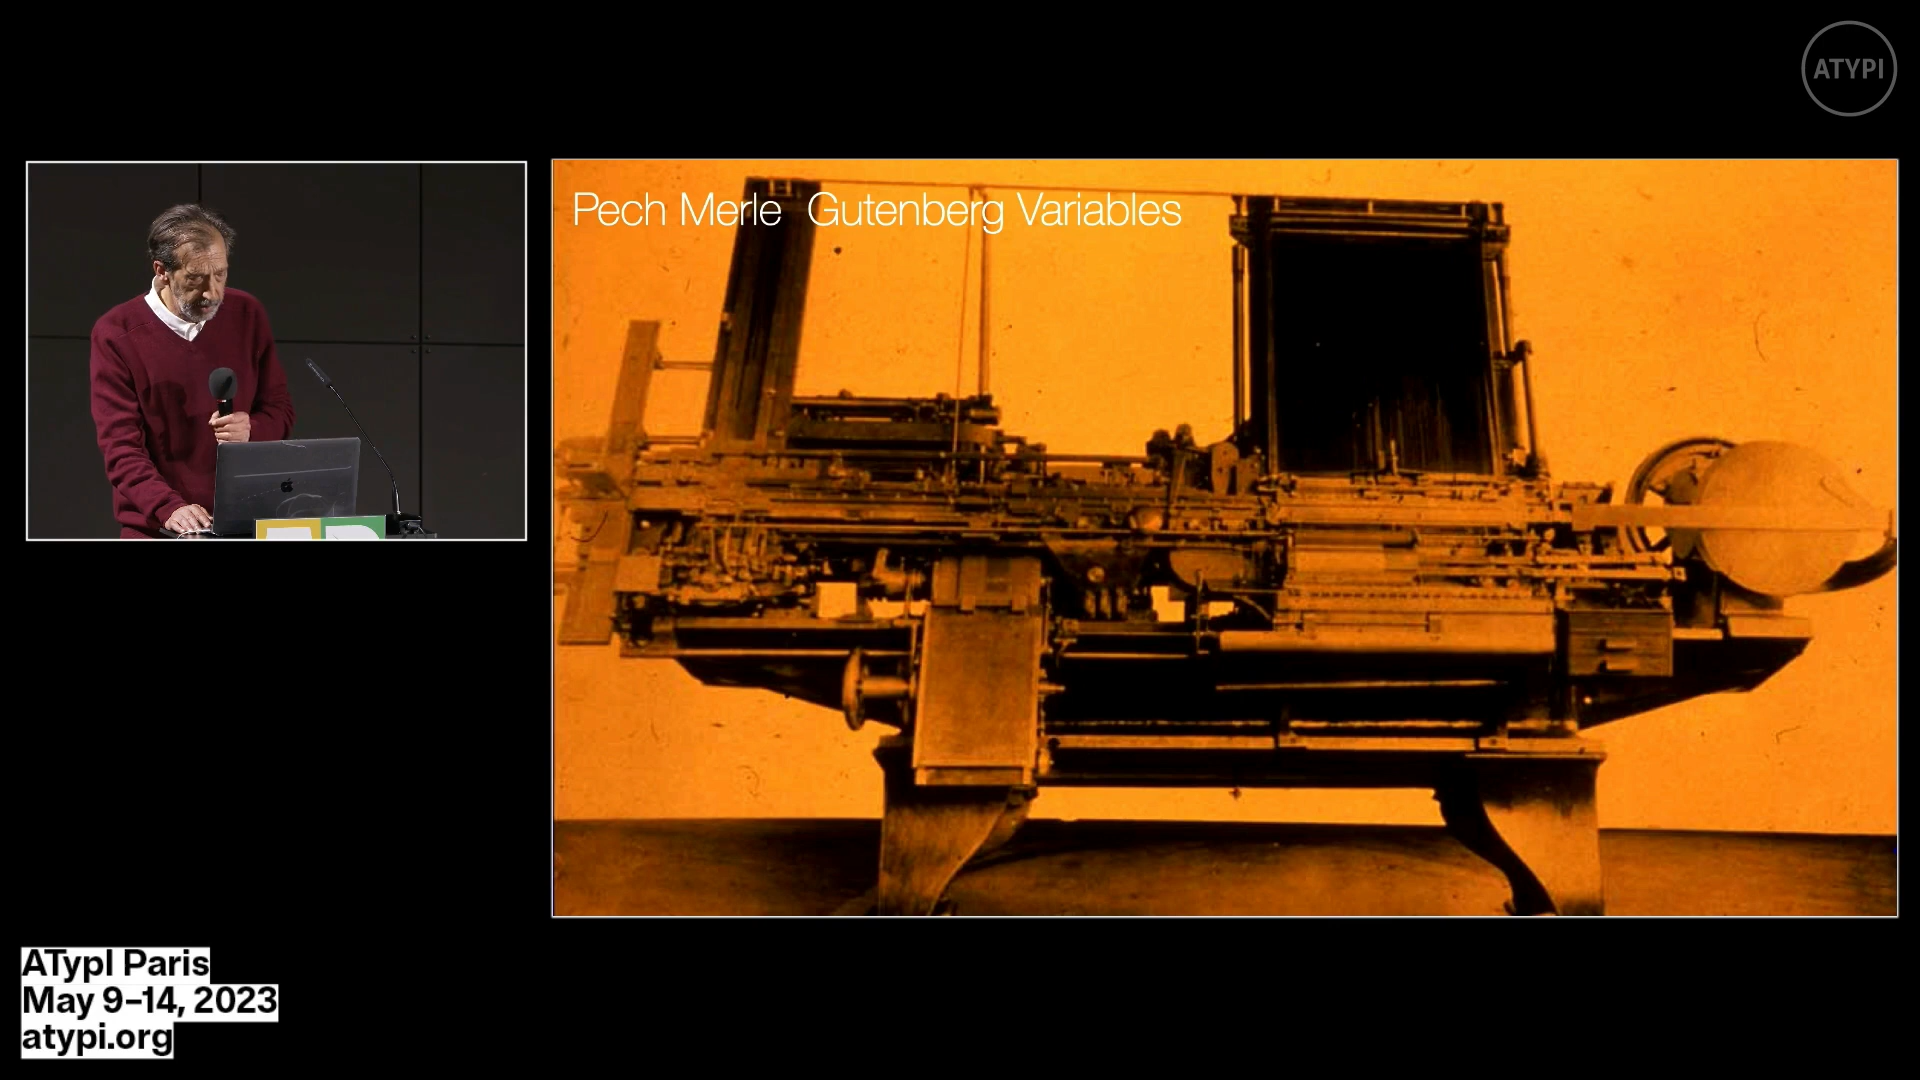 ATYPI
Pech Merle  Gutenberg Variables
ATypI Paris
May 9–14, 2023
atypi.org